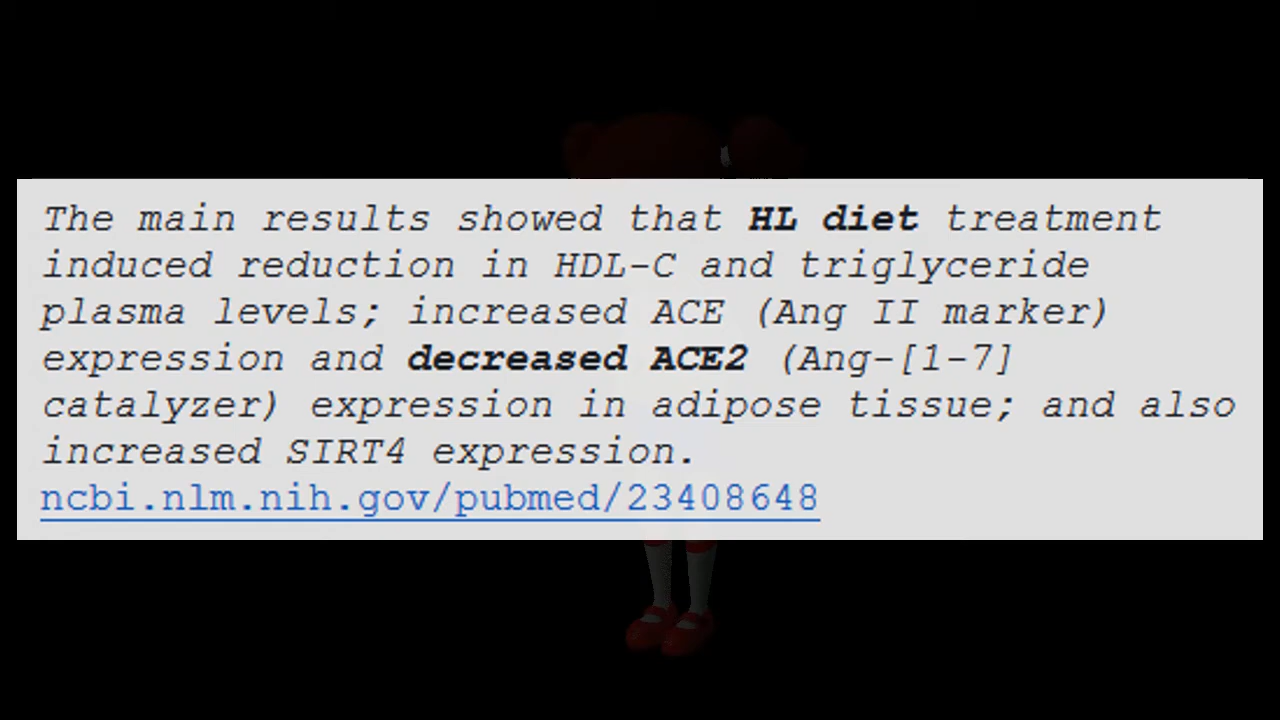 The main results showed that HL diet treatment
induced reduction in HDL-C and triglyceride
plasma levels; increased ACE (Ang II marker)
expression and decreased ACE2 (Ang-[1-7]
catalyzer) expression in adipose tissue; and also
increased SIRT4 expression.
ncbi.nlm.nih.gov/pubmed/23408648